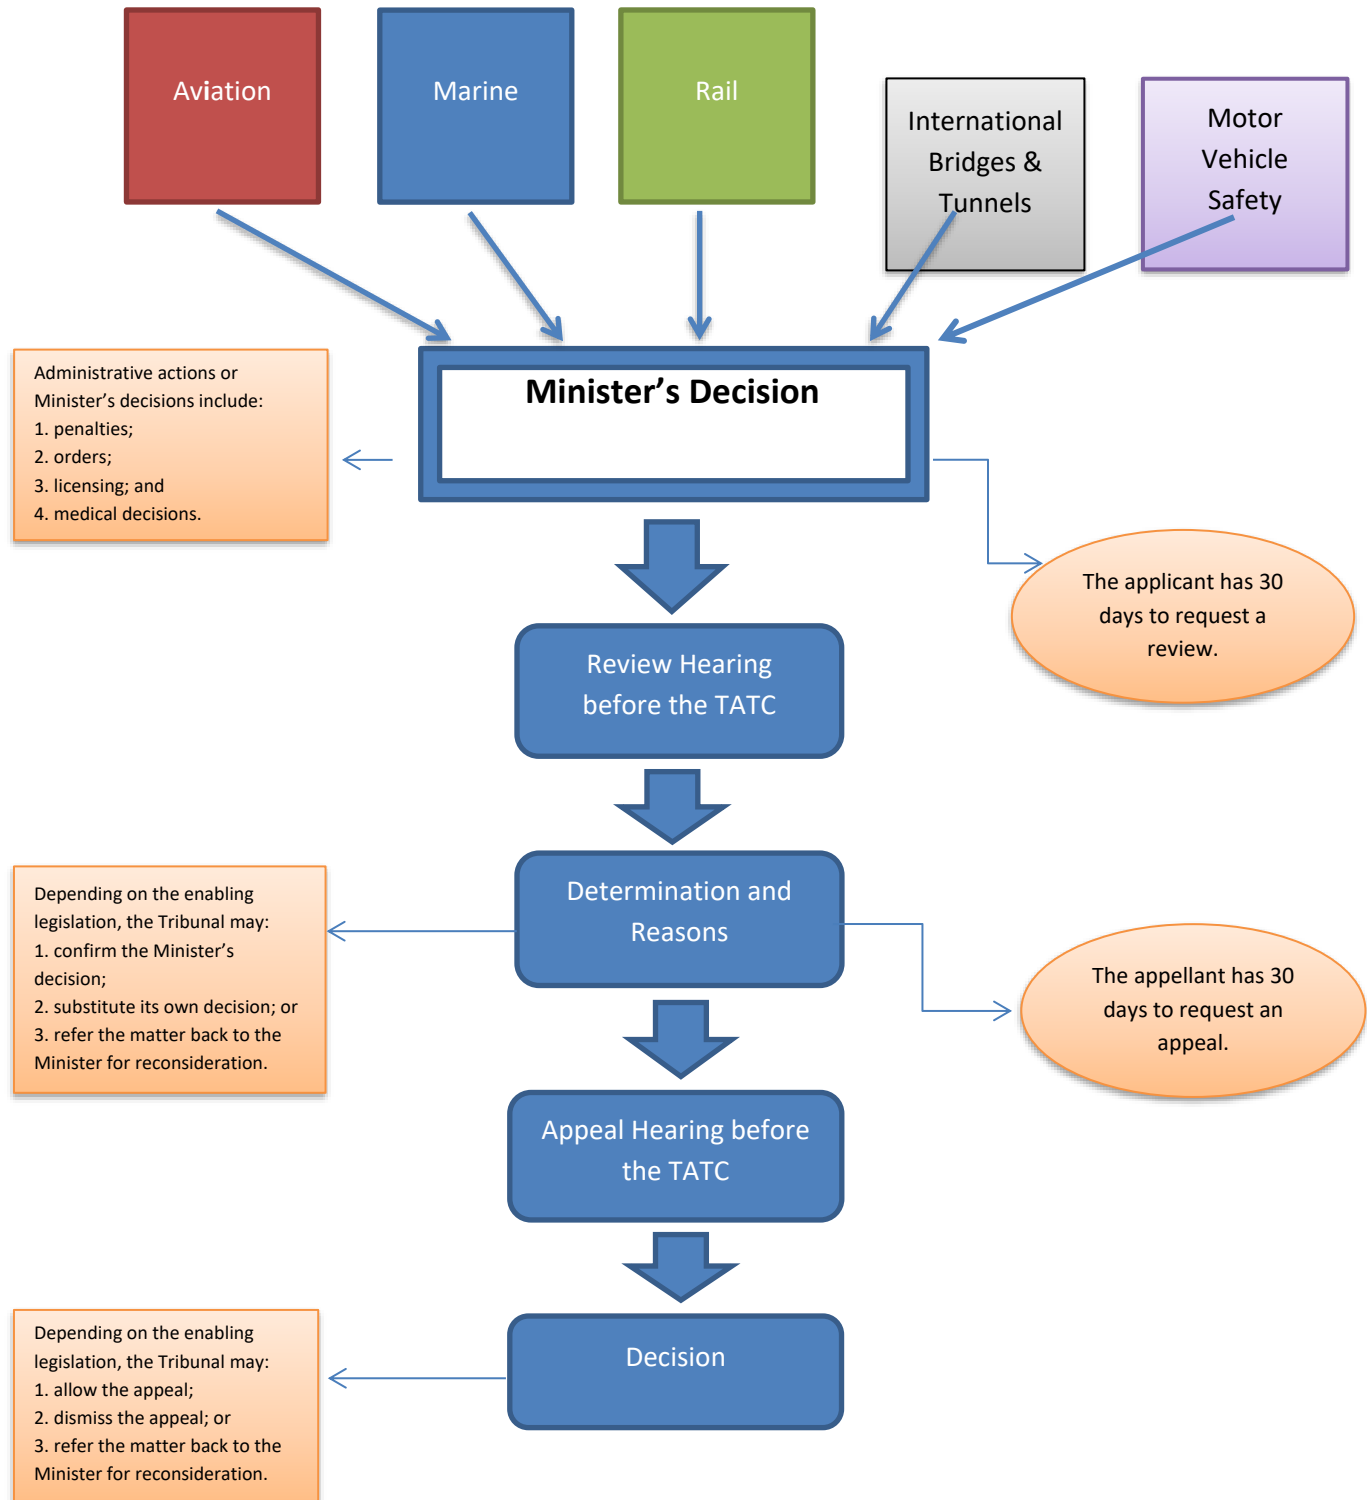 Aviation
Marine
Rail
International
Bridges &
Tunnels
Motor
Vehicle
Safety
Administrative actions or
Minister’s decisions include:
1. penalties;
2. orders;
3. licensing; and
4. medical decisions.
Minister’s Decision
The applicant has 30
days to request a
review.
Review Hearing
before the TATC
Depending on the enabling
legislation, the Tribunal may:
1. confirm the Minister’s
decision;
2. substitute its own decision; or
3. refer the matter back to the
Minister for reconsideration.
Determination and
Reasons
The appellant has 30
days to request an
appeal.
Appeal Hearing before
the TATC
Depending on the enabling
legislation, the Tribunal may:
1. allow the appeal;
2. dismiss the appeal; or
3. refer the matter back to the
Minister for reconsideration.
Decision